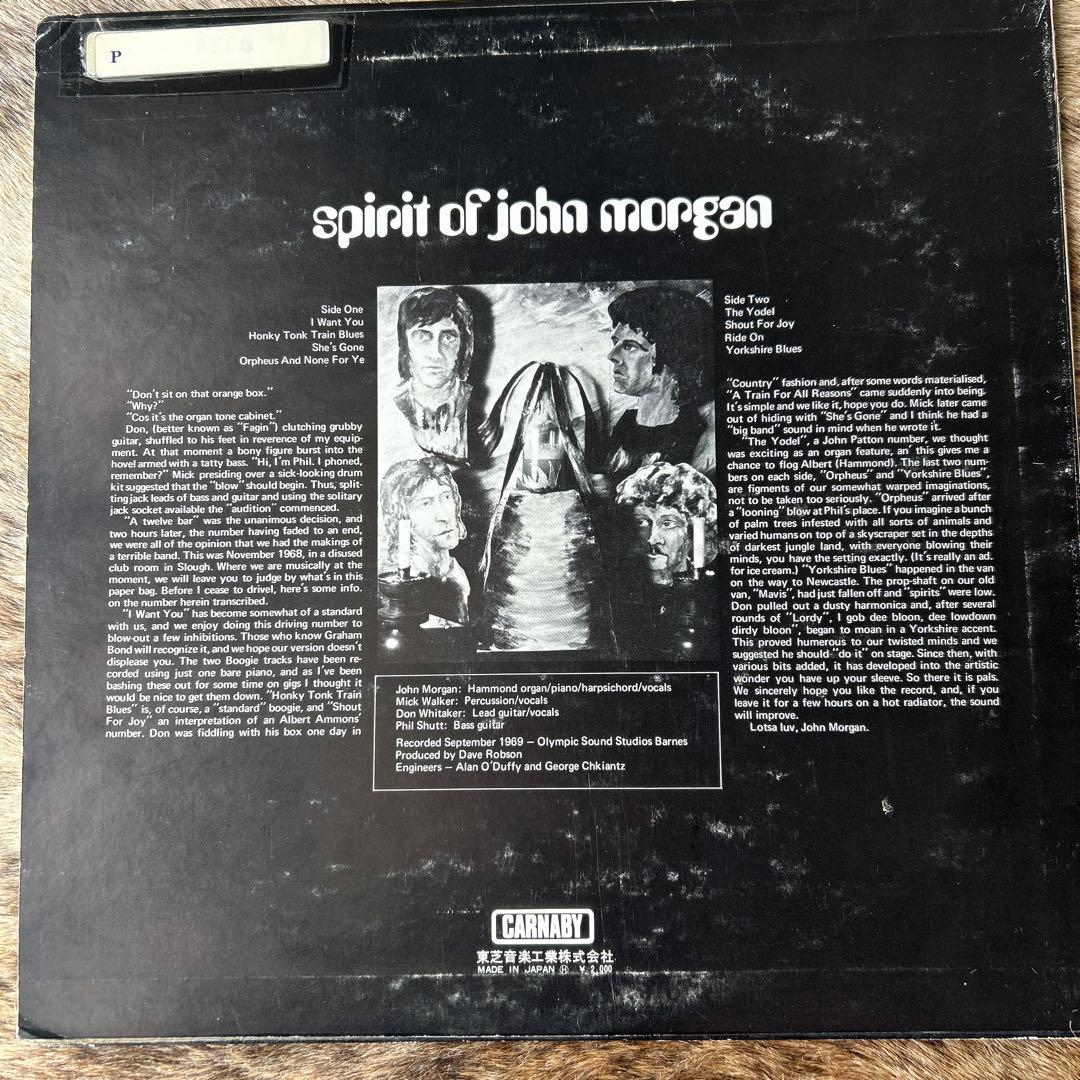 P
spirit of john morgan
Side One
I Want You
Honky Tonk Train Blues
She's Gone
Orpheus And None For Ye
Side Two
The Yodel
Shout For Joy
Ride On
Yorkshire Blues
"Don't sit on that orange box."
"Why?"
"Cos it's the organ tone cabinet."
Don, (better known as "Fagin") clutching grubby
guitar, shuffled to his feet in reverence of my equip-
ment. At that moment a bony figure burst into the
hovel armed with a tatty bass. "Hi, I'm Phil. I phoned,
remember?" Mick presiding over a sick-looking drum
kit suggested that the "blow" should begin. Thus, split-
ting jack leads of bass and guitar and using the solitary
jack socket available the "audition" commenced.
"A twelve bar" was the unanimous decision, and
two hours later, the number having faded to an end,
we were all of the opinion that we had the makings of
a terrible band. This was November 1968, in a disused
club room in Slough. Where we are musically at the
moment, we will leave you to judge by what's in this
paper bag. Before I cease to drivel, here's some info.
on the number herein transcribed.
"I Want You" has become somewhat of a standard
with us, and we enjoy doing this driving number to
blow-out a few inhibitions. Those who know Graham
Bond will recognize it, and we hope our version doesn't
displease you. The two Boogie tracks have been re-
corded using just one bare piano, and as I've been
bashing these out for some time on gigs I thought it
would be nice to get them down. "Honky Tonk Train
Blues" is, of course, a "standard" boogie, and "Shout
For Joy" an interpretation of an Albert Ammons'
number. Don was fiddling with his box one day in
"Country" fashion and, after some words materialised,
"A Train For All Reasons" came suddenly into being.
It's simple and we like it, hope you do. Mick later came
out of hiding with "She's Gone" and I think he had a
"big band" sound in mind when he wrote it.
"The Yodel", a John Patton number, we thought
was exciting as an organ feature, an' this gives me a
chance to flog Albert (Hammond). The last two num-
bers on each side, "Orpheus" and "Yorkshire Blues",
are figments of our somewhat warped imaginations,
not to be taken too seriously. "Orpheus" arrived after
a "looning" blow at Phil's place. If you imagine a bunch
of palm trees infested with all sorts of animals and
varied humans on top of a skyscraper set in the depths
of darkest jungle land, with everyone blowing their
minds, you have the setting exactly. (It's really an ad.
for ice cream.) "Yorkshire Blues" happened in the van
on the way to Newcastle. The prop-shaft on our old
van, "Mavis", had just fallen off and "spirits" were low.
Don pulled out a dusty harmonica and, after several
rounds of "Lordy, I gob dee bloon, dee lowdown
dirdy bloon", began to moan in a Yorkshire accent.
This proved humerous to our twisted minds and we
suggested he should "do it" on stage. Since then, with
various bits added, it has developed into the artistic
wonder you have up your sleeve. So there it is pals.
We sincerely hope you like the record, and, if you
leave it for a few hours on a hot radiator, the sound
will improve.
Lotsa luv, John Morgan.
John Morgan: Hammond organ/piano/harpsichord/vocals
Mick Walker: Percussion/vocals
Don Whitaker: Lead guitar/vocals
Phil Shutt: Bass guitar
Recorded September 1969 — Olympic Sound Studios Barnes
Produced by Dave Robson
Engineers — Alan O'Duffy and George Chkiantz
CARNABY
東芝音楽工業株式会社
MADE IN JAPAN Ⓗ ¥ 2,000